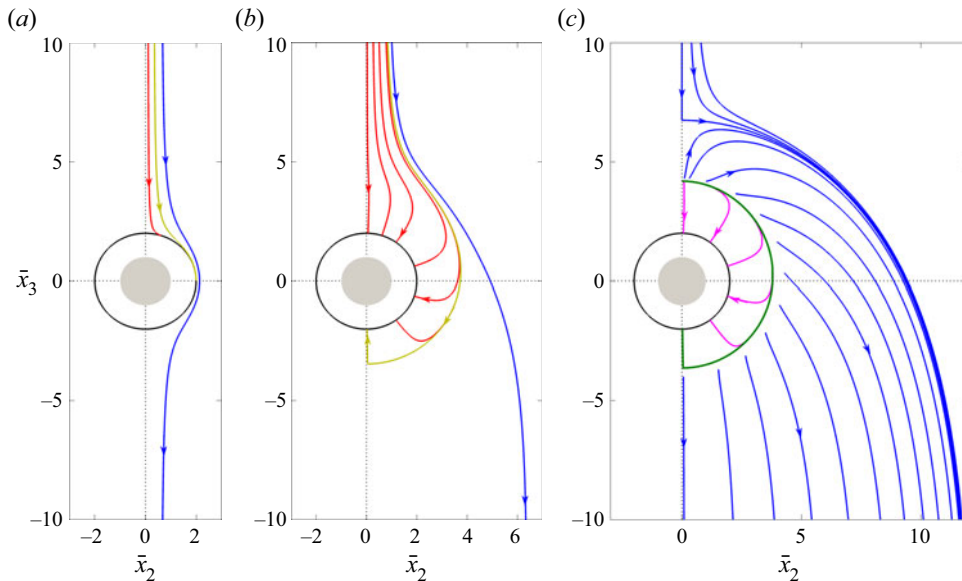 (a) (b) (c)
10 10 10
5 5 5
x̄₃ 0 0 0
–5 –5 –5
–10 –10 –10
–2 0 2 –2 0 2 4 6 0 5 10
x̄₂ x̄₂ x̄₂